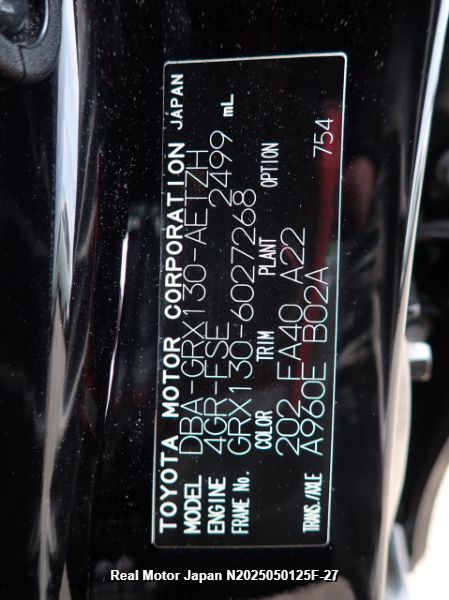 TOYOTA MOTOR CORPORATION JAPAN
MODEL DBA-GRX130-AETZH
ENGINE 4GR-FSE 2499 mL
FRAME No. GRX130-6027268
COLOR TRIM PLANT OPTION
202 FA40 A22
TRANS./AXLE A960E B02A 754
Real Motor Japan N2025050125F-27